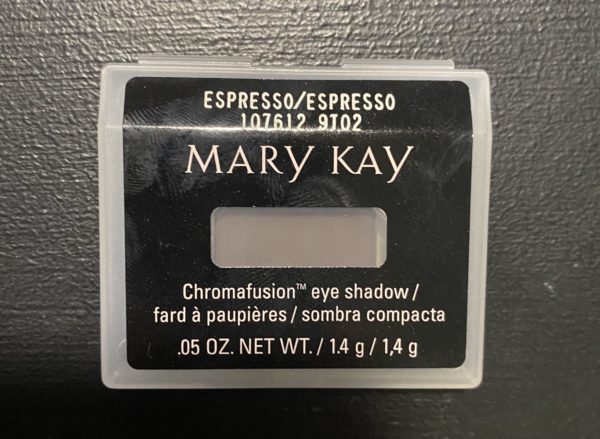 ESPRESSO/ESPRESSO
107612 9T02
MARY KAY
Chromafusion™ eye shadow /
fard à paupières / sombra compacta
.05 OZ. NET WT. / 1.4 g / 1,4 g